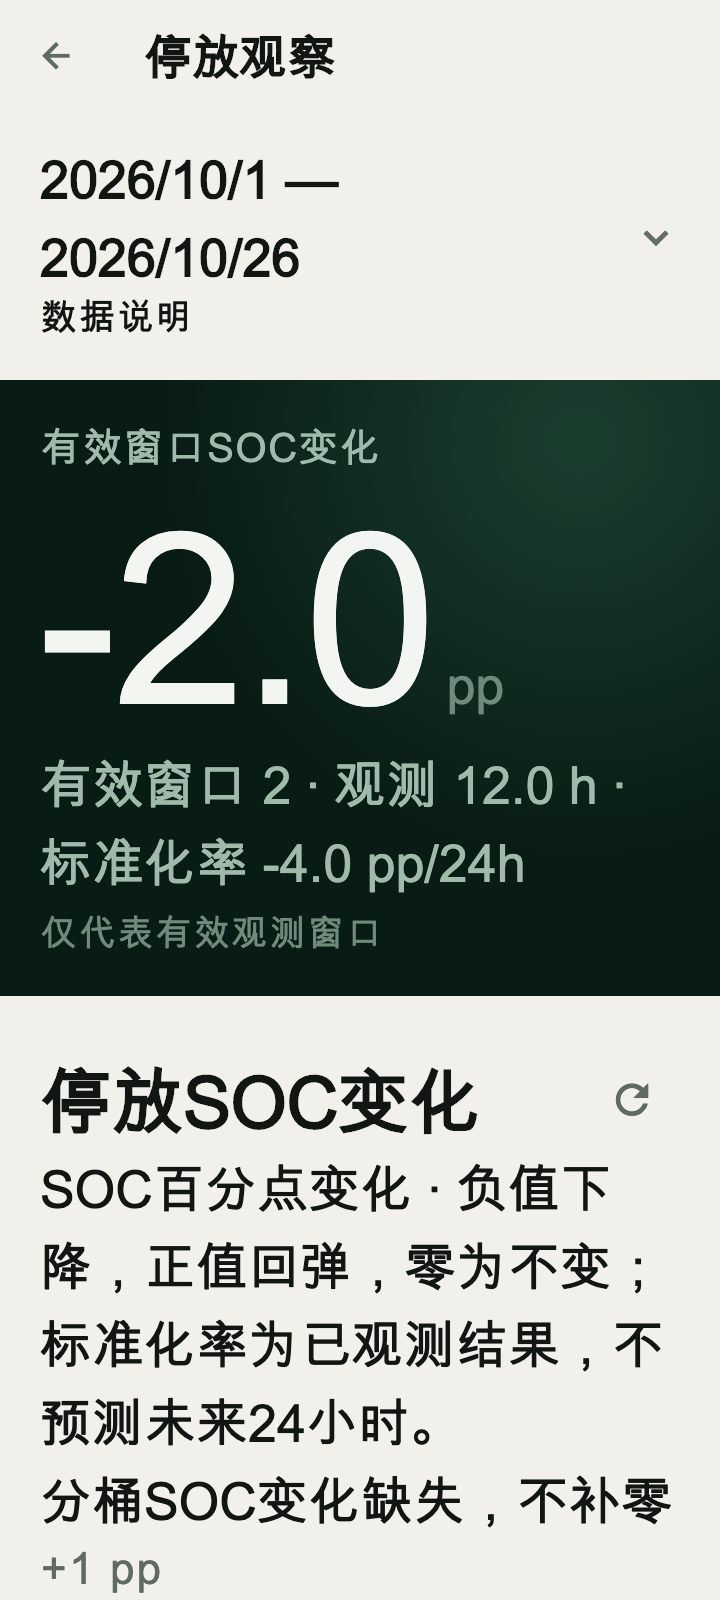 停放观察
2026/10/1 —
2026/10/26
数据说明
有效窗口SOC变化
-2.0 pp
有效窗口 2 · 观测 12.0 h ·
标准化率 -4.0 pp/24h
仅代表有效观测窗口
停放SOC变化
SOC百分点变化 · 负值下
降，正值回弹，零为不变；
标准化率为已观测结果，不
预测未来24小时。
分桶SOC变化缺失，不补零
+1 pp